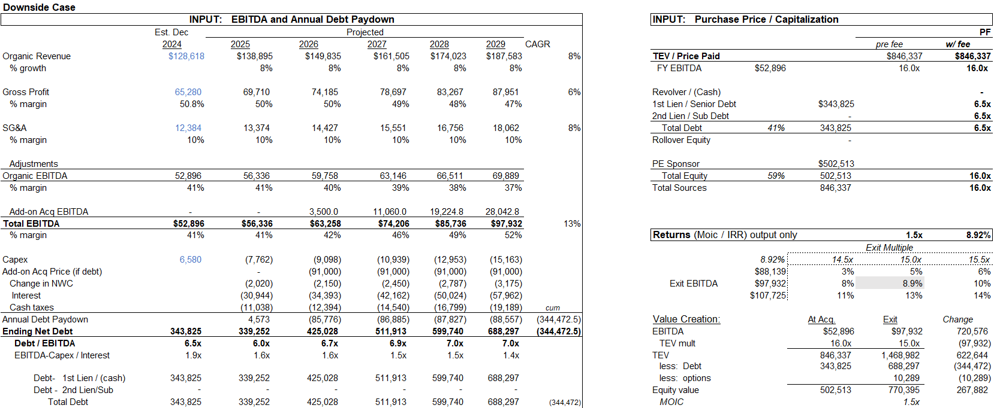 Downside Case
INPUT: EBITDA and Annual Debt Paydown
Est. Dec Projected
2024 2025 2026 2027 2028 2029 CAGR
Organic Revenue $128,618 $138,895 $149,835 $161,505 $174,023 $187,583 8%
% growth 8% 8% 8% 8% 8%
Gross Profit 65,280 69,710 74,185 78,697 83,267 87,951 6%
% margin 50.8% 50% 50% 49% 48% 47%
SG&A 12,384 13,374 14,427 15,551 16,756 18,062 8%
% margin 10% 10% 10% 10% 10% 10%
Adjustments
Organic EBITDA 52,896 56,336 59,758 63,146 66,511 69,889
% margin 41% 41% 40% 39% 38% 37%
Add-on Acq EBITDA - - 3,500.0 11,060.0 19,224.8 28,042.8
Total EBITDA $52,896 $56,336 $63,258 $74,206 $85,736 $97,932 13%
% margin 41% 41% 42% 46% 49% 52%
Capex 6,580 (7,762) (9,098) (10,939) (12,953) (15,163)
Add-on Acq Price (if debt) - (91,000) (91,000) (91,000) (91,000)
Change in NWC (2,020) (2,150) (2,450) (2,787) (3,175)
Interest (30,944) (34,393) (42,162) (50,024) (57,962)
Cash taxes (11,038) (12,394) (14,540) (16,799) (19,189) cum
Annual Debt Paydown 4,573 (85,776) (86,885) (87,827) (88,557) (344,472.5)
Ending Net Debt 343,825 339,252 425,028 511,913 599,740 688,297 (344,472.5)
Debt / EBITDA 6.5x 6.0x 6.7x 6.9x 7.0x 7.0x
EBITDA-Capex / Interest 1.9x 1.6x 1.6x 1.5x 1.5x 1.4x
Debt- 1st Lien / (cash) 343,825 339,252 425,028 511,913 599,740 688,297
Debt - 2nd Lien/Sub - - - - - -
Total Debt 343,825 339,252 425,028 511,913 599,740 688,297 (344,472)
INPUT: Purchase Price / Capitalization
PF
pre fee w/ fee
TEV / Price Paid $846,337 $846,337
FY EBITDA $52,896 16.0x 16.0x
Revolver / (Cash) -
1st Lien / Senior Debt $343,825 6.5x
2nd Lien / Sub Debt - 6.5x
Total Debt 41% 343,825 6.5x
Rollover Equity -
PE Sponsor $502,513
Total Equity 59% 502,513 16.0x
Total Sources 846,337 16.0x
Returns (Moic / IRR) output only 1.5x 8.92%
Exit Multiple
8.92% 14.5x 15.0x 15.5x
$88,139 3% 5% 6%
Exit EBITDA $97,932 8% 8.9% 10%
$107,725 11% 13% 14%
Value Creation: At Acq. Exit Change
EBITDA $52,896 $97,932 720,576
TEV mult 16.0x 15.0x (97,932)
TEV 846,337 1,468,982 622,644
less: Debt 343,825 688,297 (344,472)
less: options 10,289 (10,289)
Equity value 502,513 770,395 267,882
MOIC 1.5x